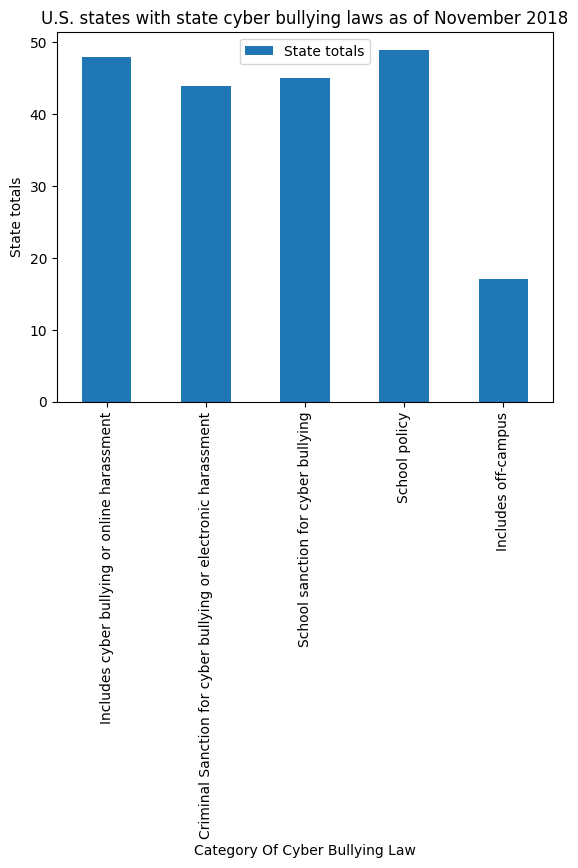 U.S. states with state cyber bullying laws as of November 2018
State totals
State totals
50
40
30
20
10
0
Includes cyber bullying or online harassment
Criminal Sanction for cyber bullying or electronic harassment
School sanction for cyber bullying
School policy
Includes off-campus
Category Of Cyber Bullying Law